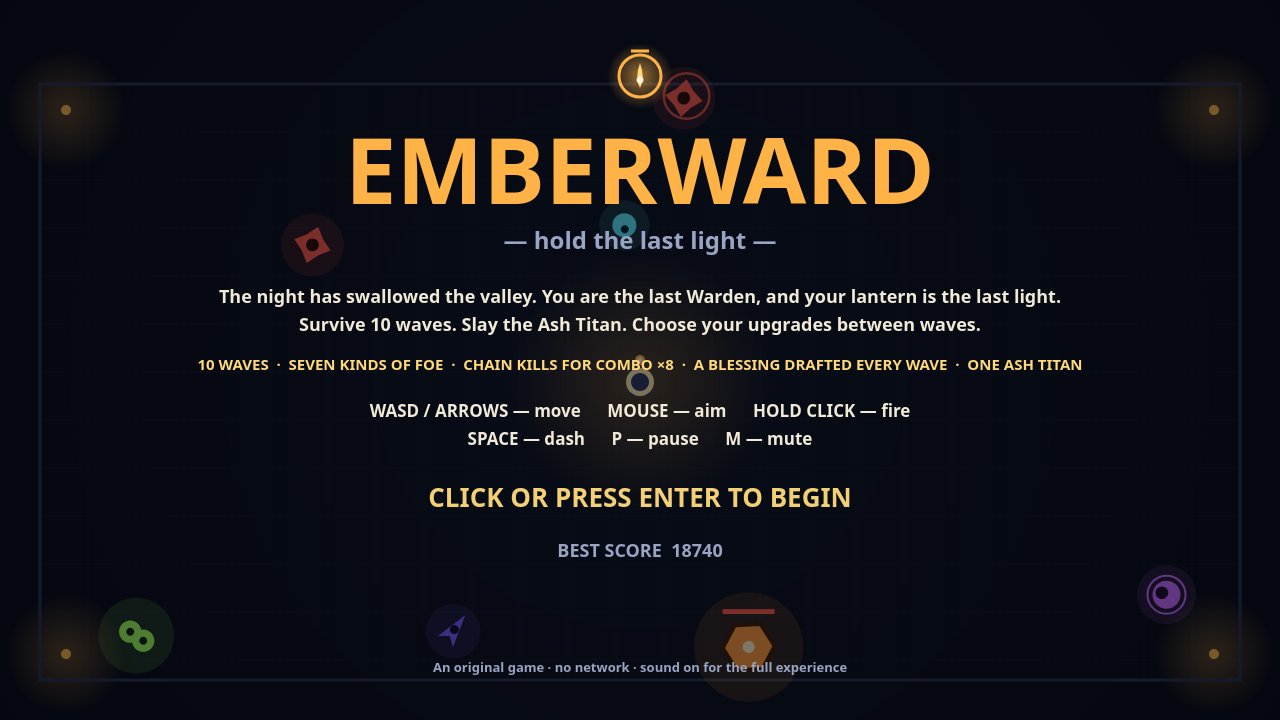 EMBERWARD
— hold the last light —
The night has swallowed the valley. You are the last Warden, and your lantern is the last light.
Survive 10 waves. Slay the Ash Titan. Choose your upgrades between waves.
10 WAVES · SEVEN KINDS OF FOE · CHAIN KILLS FOR COMBO ×8 · A BLESSING DRAFTED EVERY WAVE · ONE ASH TITAN
WASD / ARROWS — move MOUSE — aim HOLD CLICK — fire
SPACE — dash P — pause M — mute
CLICK OR PRESS ENTER TO BEGIN
BEST SCORE 18740
An original game · no network · sound on for the full experience